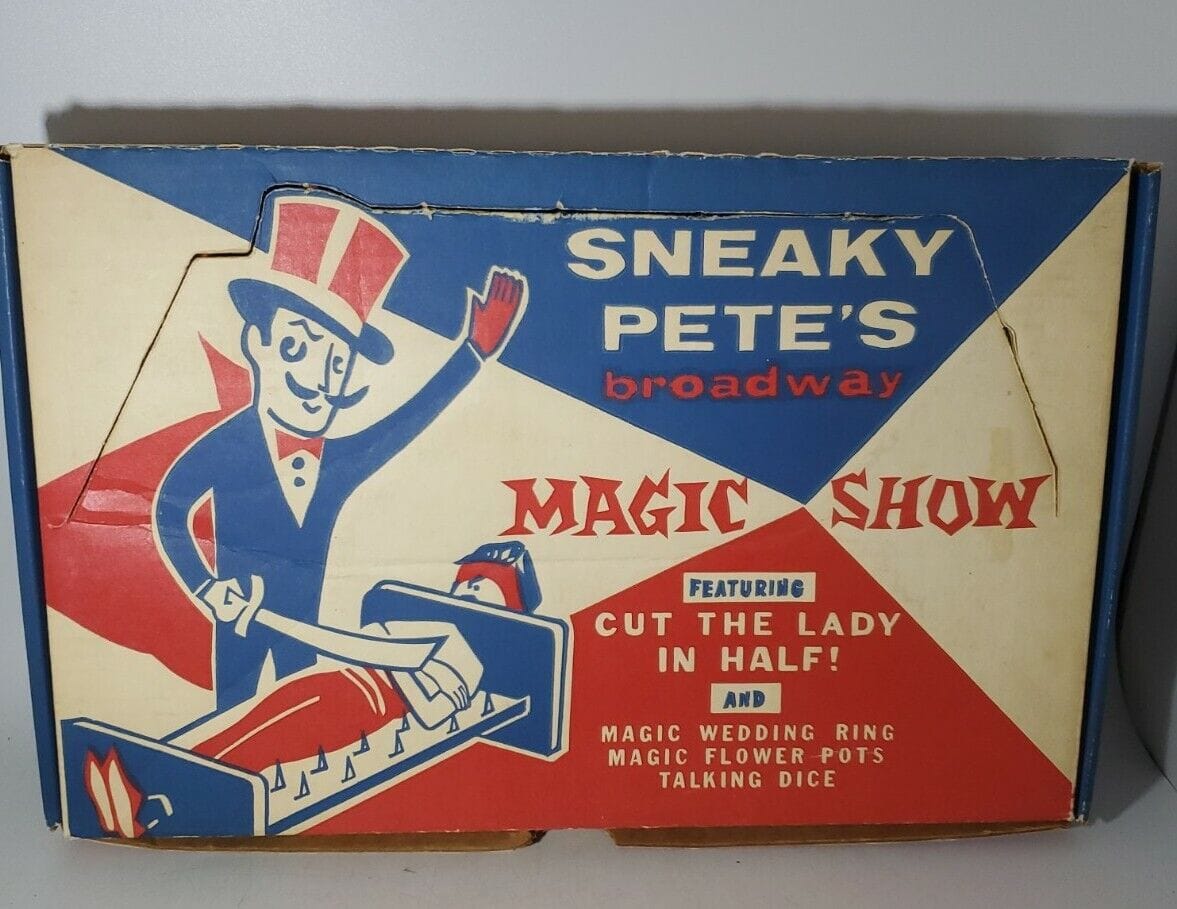 SNEAKY
PETE'S
broadway
MAGIC SHOW
FEATURING
CUT THE LADY
IN HALF!
AND
MAGIC WEDDING RING
MAGIC FLOWER POTS
TALKING DICE